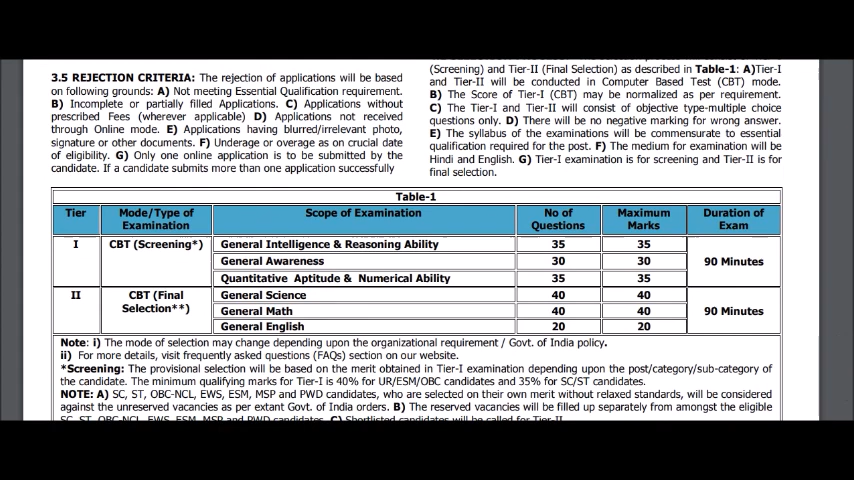 3.5 REJECTION CRITERIA: The rejection of applications will be based
on following grounds: A) Not meeting Essential Qualification requirement.
B) Incomplete or partially filled Applications. C) Applications without
prescribed Fees (wherever applicable) D) Applications not received
through Online mode. E) Applications having blurred/irrelevant photo,
signature or other documents. F) Underage or overage as on crucial date
of eligibility. G) Only one online application is to be submitted by the
candidate. If a candidate submits more than one application successfully
(Screening) and Tier-II (Final Selection) as described in Table-1: A)Tier-I
and Tier-II will be conducted in Computer Based Test (CBT) mode.
B) The Score of Tier-I (CBT) may be normalized as per requirement.
C) The Tier-I and Tier-II will consist of objective type-multiple choice
questions only. D) There will be no negative marking for wrong answer.
E) The syllabus of the examinations will be commensurate to essential
qualification required for the post. F) The medium for examination will be
Hindi and English. G) Tier-I examination is for screening and Tier-II is for
final selection.
Table-1
Tier Mode/Type of Examination Scope of Examination No of Questions Maximum Marks Duration of Exam
I CBT (Screening*) General Intelligence & Reasoning Ability 35 35 90 Minutes
General Awareness 30 30
Quantitative Aptitude & Numerical Ability 35 35
II CBT (Final Selection**) General Science 40 40 90 Minutes
General Math 40 40
General English 20 20
Note: i) The mode of selection may change depending upon the organizational requirement / Govt. of India policy.
ii) For more details, visit frequently asked questions (FAQs) section on our website.
*Screening: The provisional selection will be based on the merit obtained in Tier-I examination depending upon the post/category/sub-category of
the candidate. The minimum qualifying marks for Tier-I is 40% for UR/ESM/OBC candidates and 35% for SC/ST candidates.
NOTE: A) SC, ST, OBC-NCL, EWS, ESM, MSP and PWD candidates, who are selected on their own merit without relaxed standards, will be considered
against the unreserved vacancies as per extant Govt. of India orders. B) The reserved vacancies will be filled up separately from amongst the eligible
SC, ST, OBC-NCL, EWS, ESM, MSP and PWD candidates. C) Shortlisted candidates will be called for Tier-II